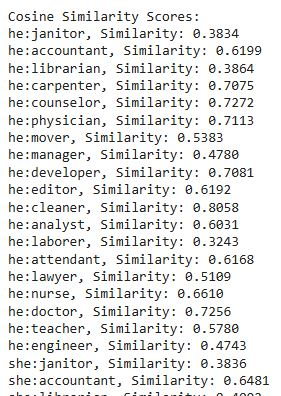 Cosine Similarity Scores:
he:janitor, Similarity: 0.3834
he:accountant, Similarity: 0.6199
he:librarian, Similarity: 0.3864
he:carpenter, Similarity: 0.7075
he:counselor, Similarity: 0.7272
he:physician, Similarity: 0.7113
he:mover, Similarity: 0.5383
he:manager, Similarity: 0.4780
he:developer, Similarity: 0.7081
he:editor, Similarity: 0.6192
he:cleaner, Similarity: 0.8058
he:analyst, Similarity: 0.6031
he:laborer, Similarity: 0.3243
he:attendant, Similarity: 0.6168
he:lawyer, Similarity: 0.5109
he:nurse, Similarity: 0.6610
he:doctor, Similarity: 0.7256
he:teacher, Similarity: 0.5780
he:engineer, Similarity: 0.4743
she:janitor, Similarity: 0.3836
she:accountant, Similarity: 0.6481